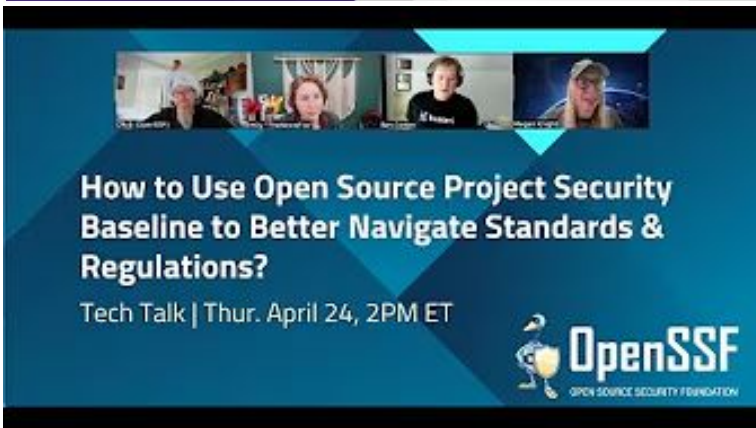 How to Use Open Source Project Security
Baseline to Better Navigate Standards &
Regulations?
Tech Talk | Thur. April 24, 2PM ET
OpenSSF
OPEN SOURCE SECURITY FOUNDATION